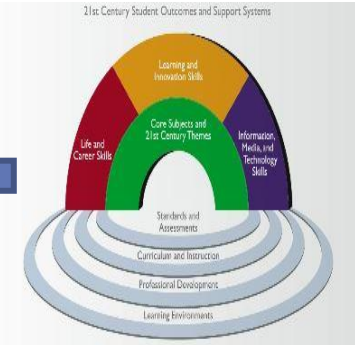 21st Century Student Outcomes and Support Systems
Learning and
Innovation Skills
Core Subjects and
21st Century Themes
Life and
Career Skills
Information,
Media, and
Technology
Skills
Standards and
Assessments
Curriculum and Instruction
Professional Development
Learning Environments